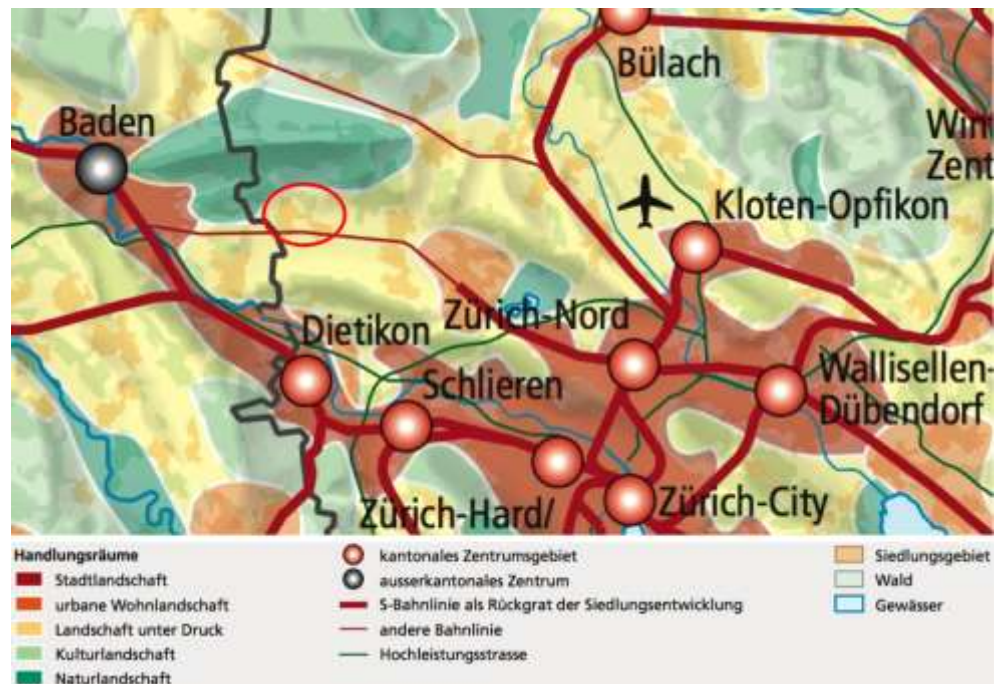 Bülach
Baden
Win
Zent
Kloten-Opfikon
Zürich-Nord
Dietikon
Wallisellen-
Dübendorf
Schlieren
Zürich-Hard/
Zürich-City
Handlungsräume
Stadtlandschaft
urbane Wohnlandschaft
Landschaft unter Druck
Kulturlandschaft
Naturlandschaft
kantonales Zentrumsgebiet
ausserkantonales Zentrum
S-Bahnlinie als Rückgrat der Siedlungsentwicklung
andere Bahnlinie
Hochleistungsstrasse
Siedlungsgebiet
Wald
Gewässer